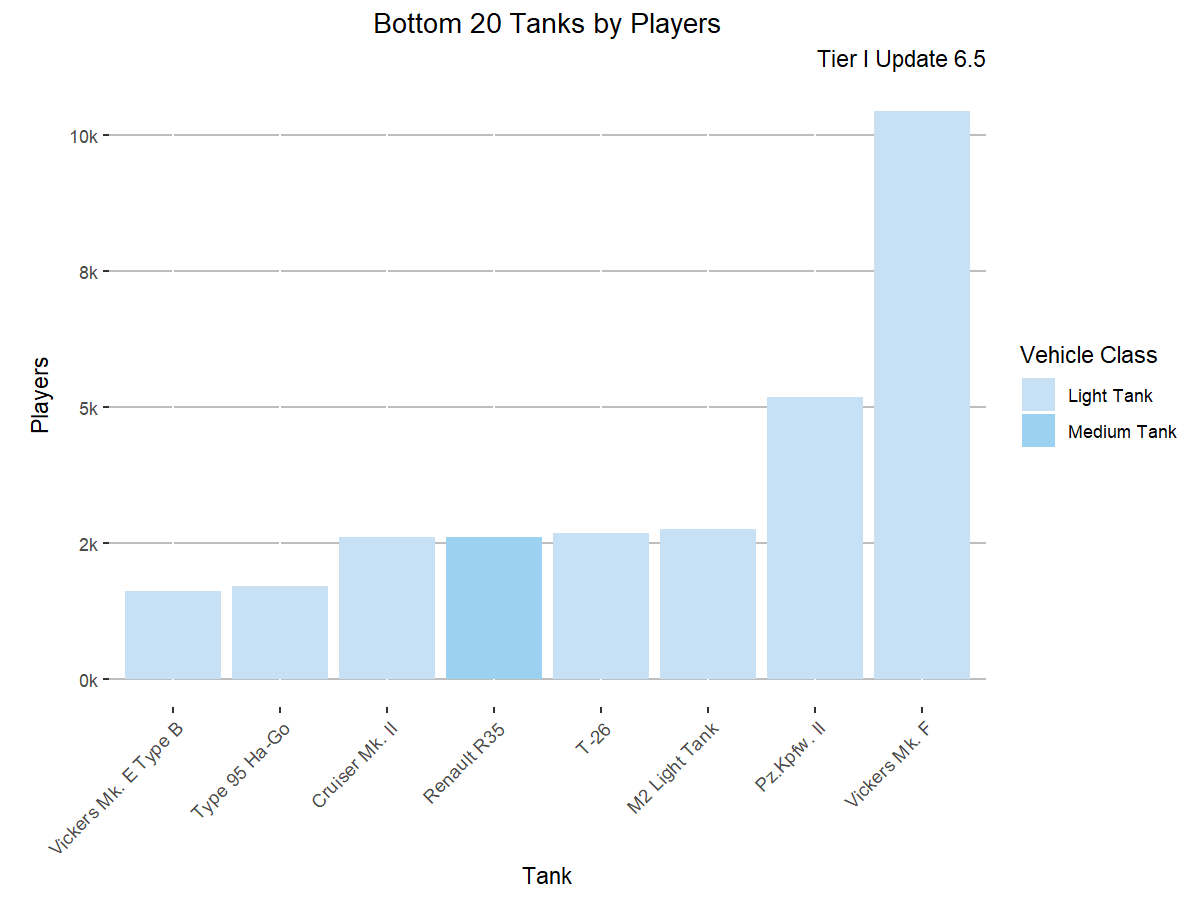 Bottom 20 Tanks by Players
Tier I Update 6.5
10k
8k
5k
2k
0k
Players
Vickers Mk. E Type B
Type 95 Ha-Go
Cruiser Mk. II
Renault R35
T-26
M2 Light Tank
Pz.Kpfw. II
Vickers Mk. F
Tank
Vehicle Class
Light Tank
Medium Tank